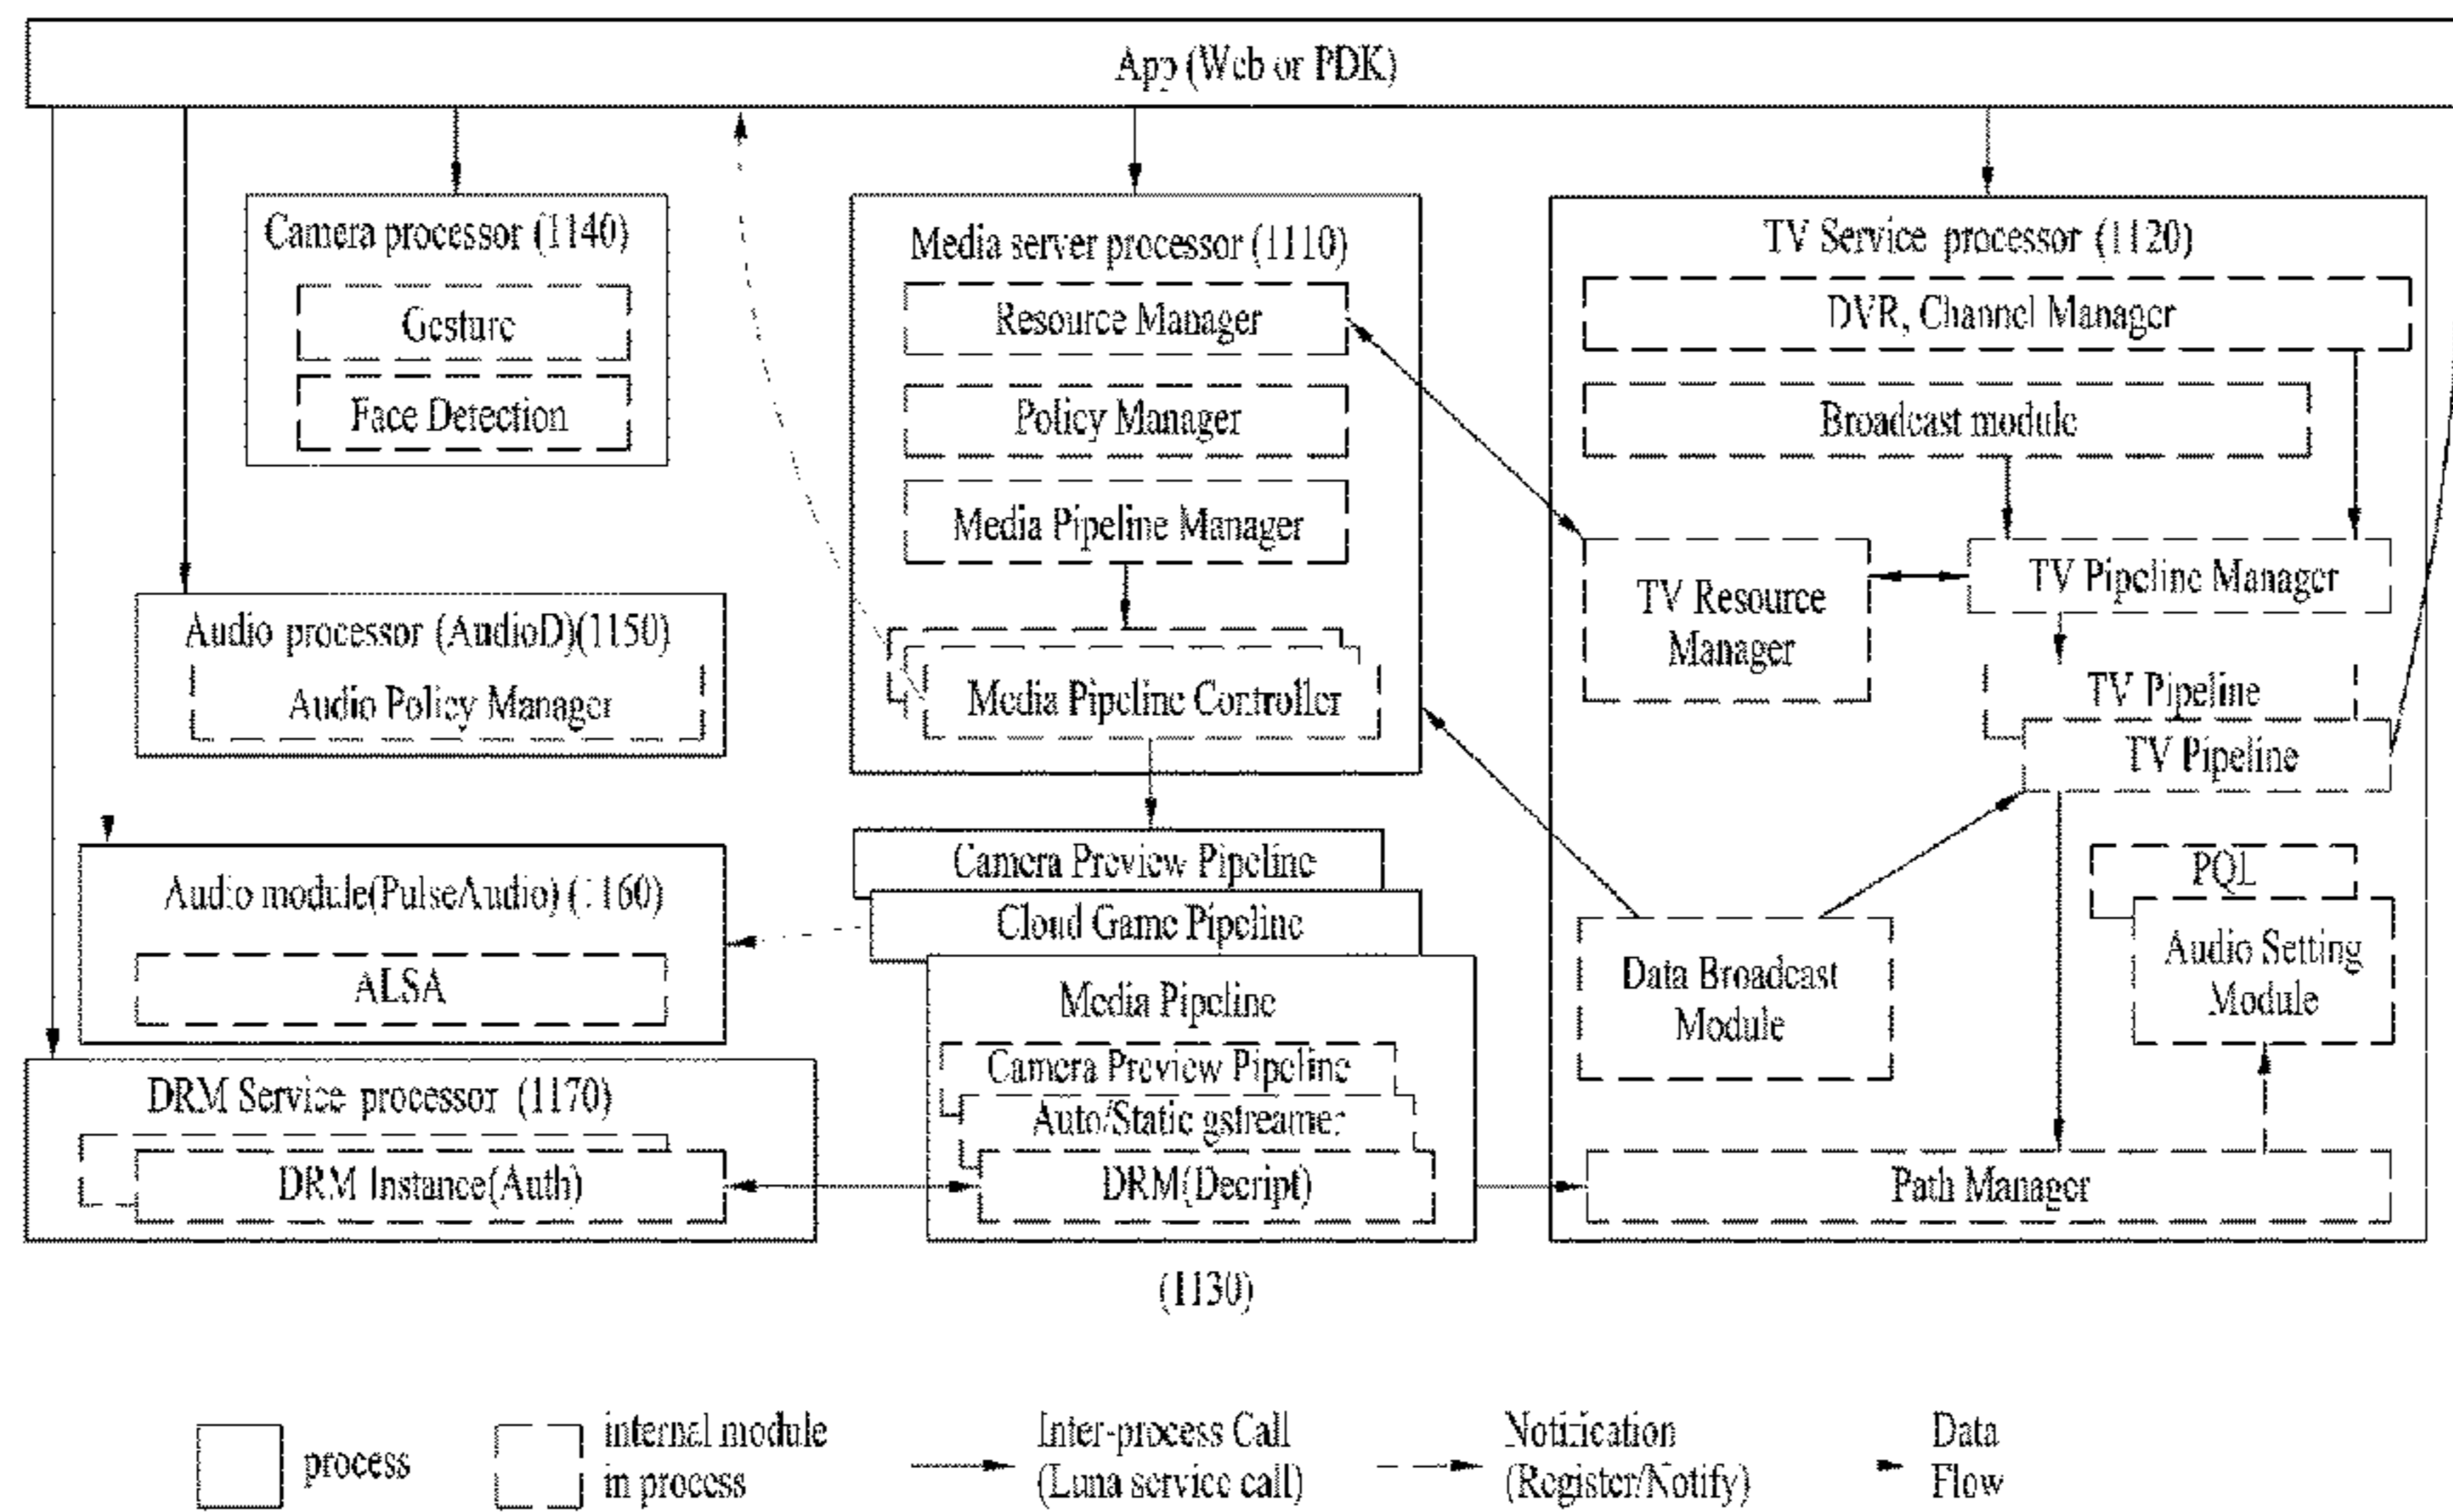 App (Web or PDK)
Camera processor (1140)
Gesture
Face Detection
Media server processor (1110)
Resource Manager
Policy Manager
Media Pipeline Manager
Media Pipeline Controller
TV Service processor (1120)
DVR, Channel Manager
Broadcast module
TV Resource
Manager
TV Pipeline Manager
TV Pipeline
TV Pipeline
Audio processor (AudioD)(1150)
Audio Policy Manager
Audio module(PulseAudio) (1160)
ALSA
Camera Preview Pipeline
Cloud Game Pipeline
Media Pipeline
Camera Preview Pipeline
Auto/Static gstreamer
DRM(Decript)
DRM Service processor (1170)
DRM Instance(Auth)
Data Broadcast
Module
PQL
Audio Setting
Module
Path Manager
(1130)
process
internal module
in process
Inter-process Call
(Luna service call)
Notification
(Register/Notify)
Data
Flow